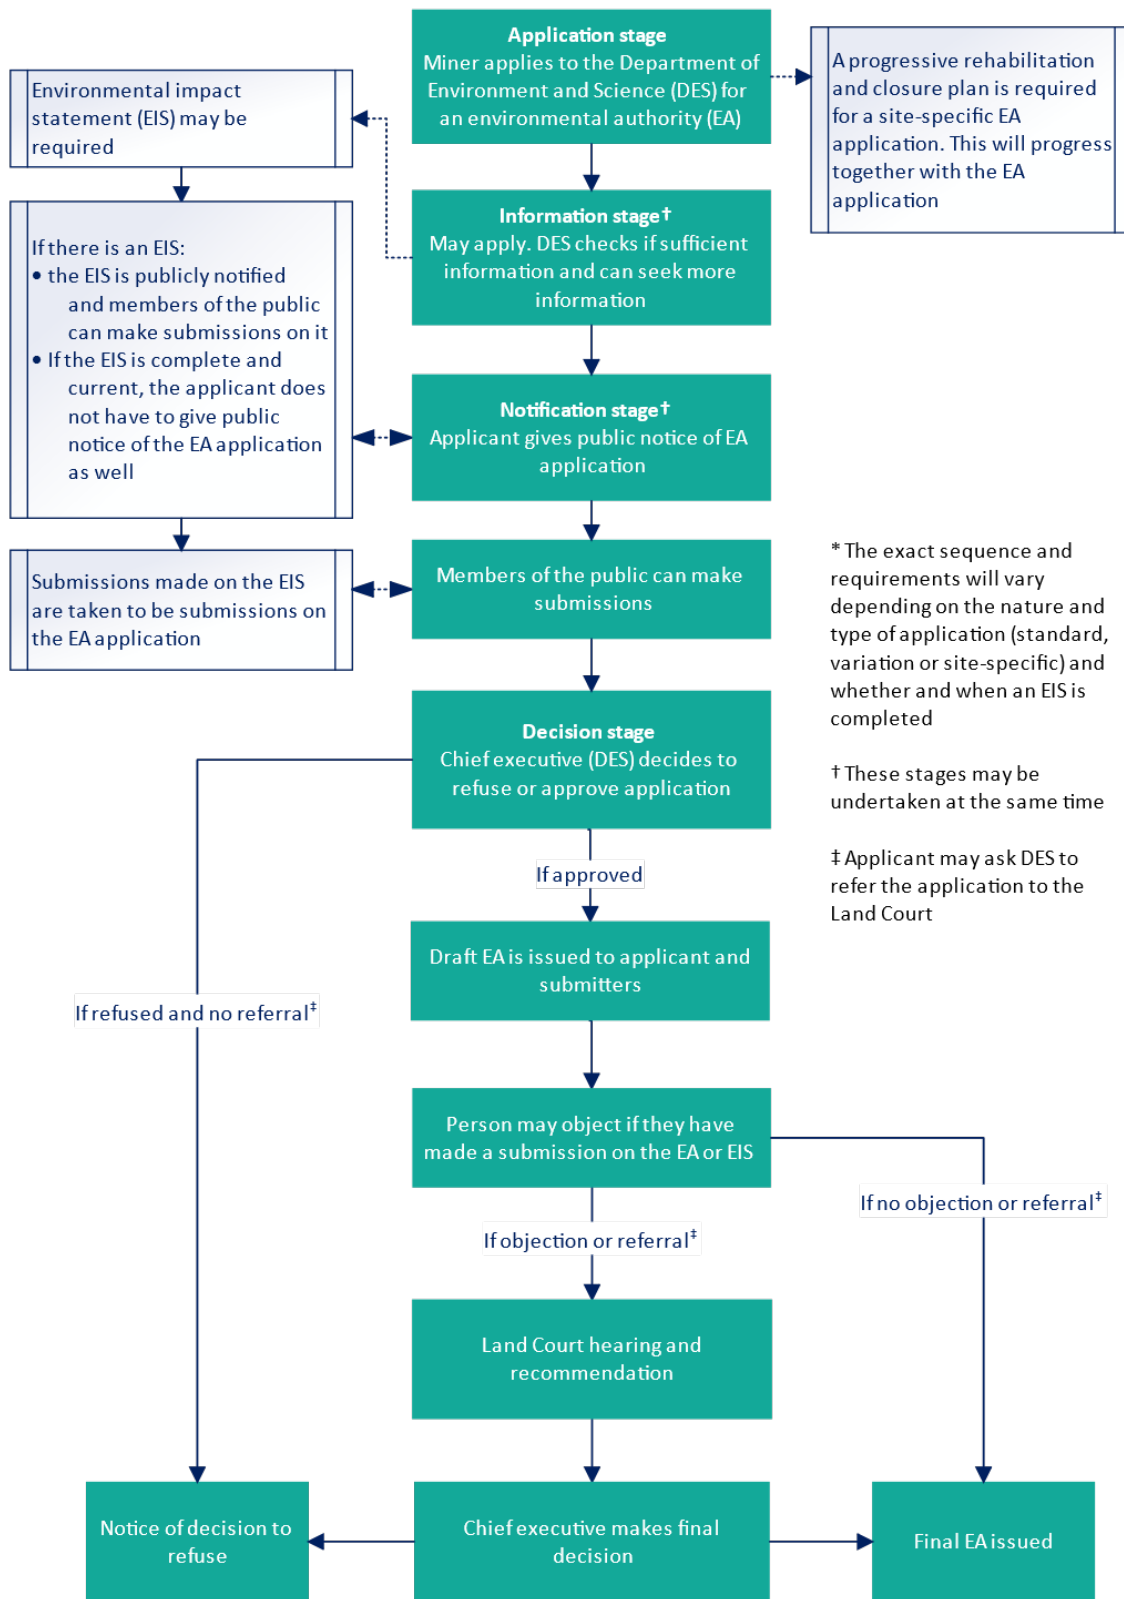 Application stage
Miner applies to the Department of
Environment and Science (DES) for
an environmental authority (EA)
A progressive rehabilitation
and closure plan is required
for a site-specific EA
application. This will progress
together with the EA
application
Environmental impact
statement (EIS) may be
required
Information stage†
May apply. DES checks if sufficient
information and can seek more
information
If there is an EIS:
• the EIS is publicly notified
and members of the public
can make submissions on it
• If the EIS is complete and
current, the applicant does
not have to give public
notice of the EA application
as well
Notification stage†
Applicant gives public notice of EA
application
Submissions made on the EIS
are taken to be submissions on
the EA application
Members of the public can make
submissions
* The exact sequence and
requirements will vary
depending on the nature and
type of application (standard,
variation or site-specific) and
whether and when an EIS is
completed
† These stages may be
undertaken at the same time
‡ Applicant may ask DES to
refer the application to the
Land Court
Decision stage
Chief executive (DES) decides to
refuse or approve application
If approved
Draft EA is issued to applicant and
submitters
If refused and no referral‡
Person may object if they have
made a submission on the EA or EIS
If no objection or referral‡
If objection or referral‡
Land Court hearing and
recommendation
Notice of decision to
refuse
Chief executive makes final
decision
Final EA issued